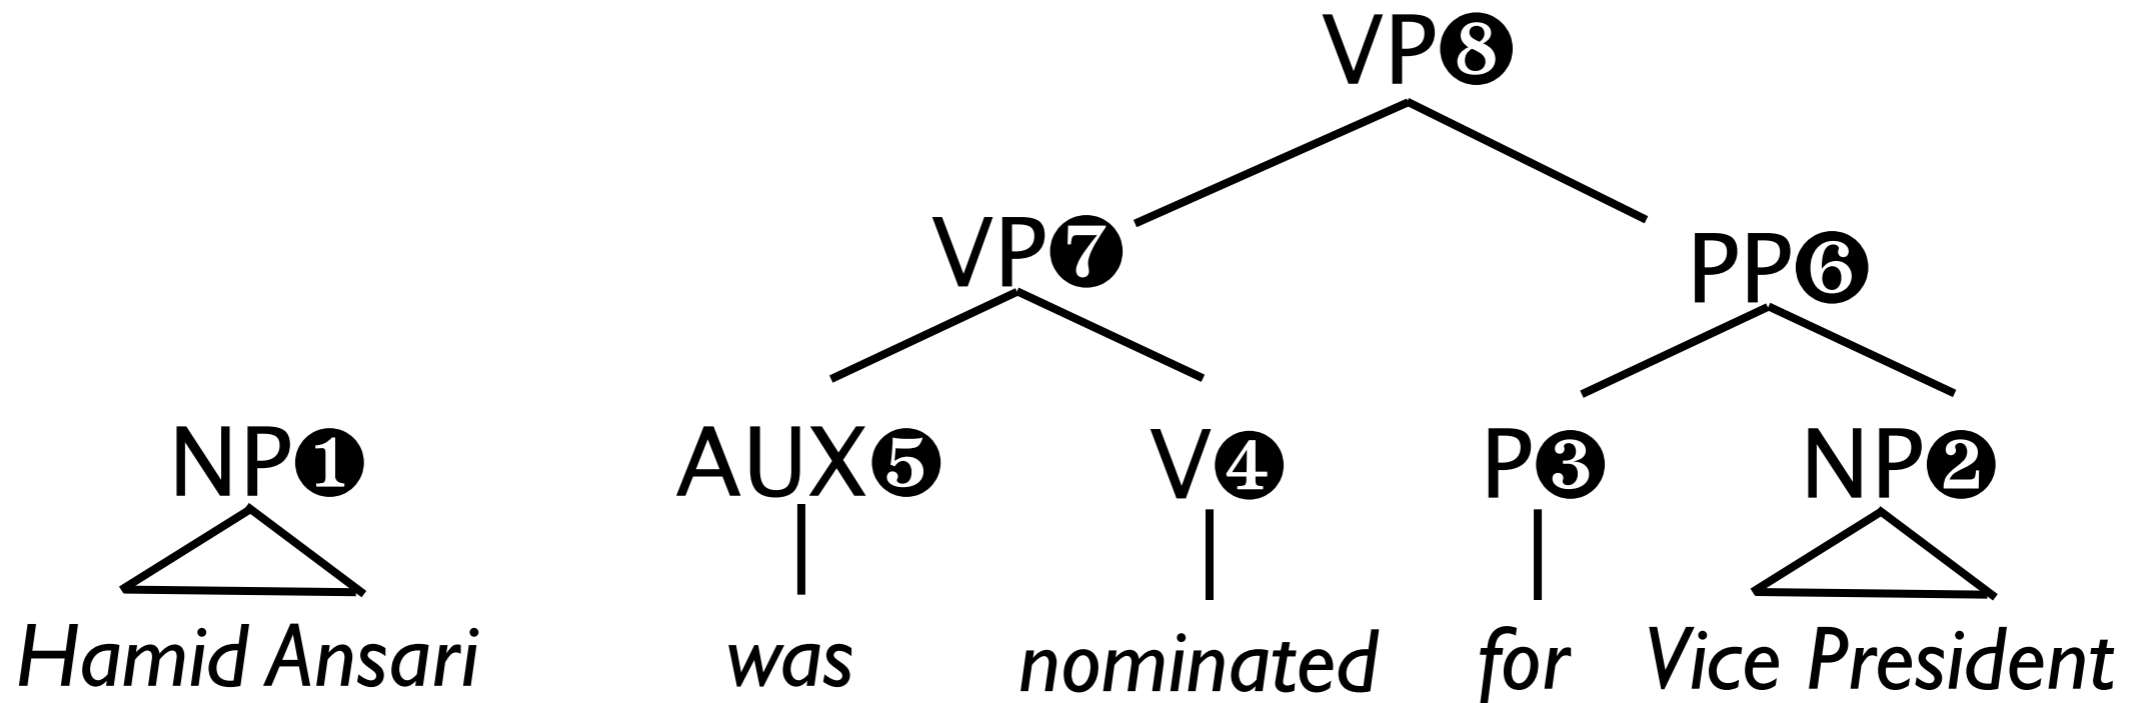 VP❽
VP❼ PP❻
NP❶ AUX❺ V❹ P❸ NP❷
Hamid Ansari was nominated for Vice President